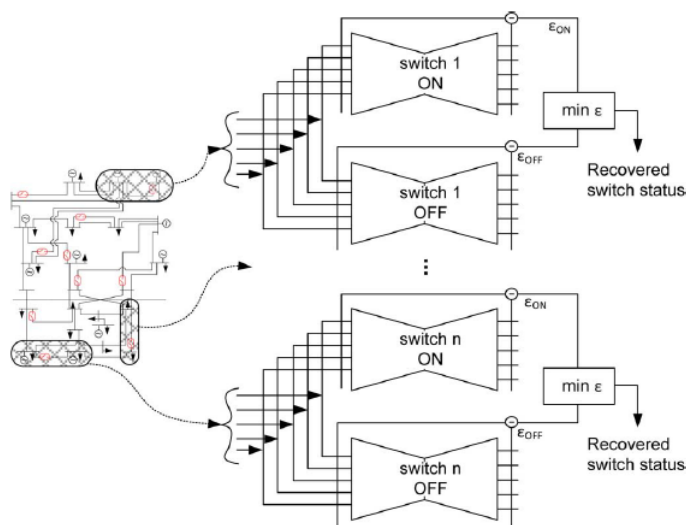 εON
switch 1
ON
min ε
εOFF
Recovered
switch status
switch 1
OFF
⋮
εON
switch n
ON
min ε
εOFF
Recovered
switch status
switch n
OFF